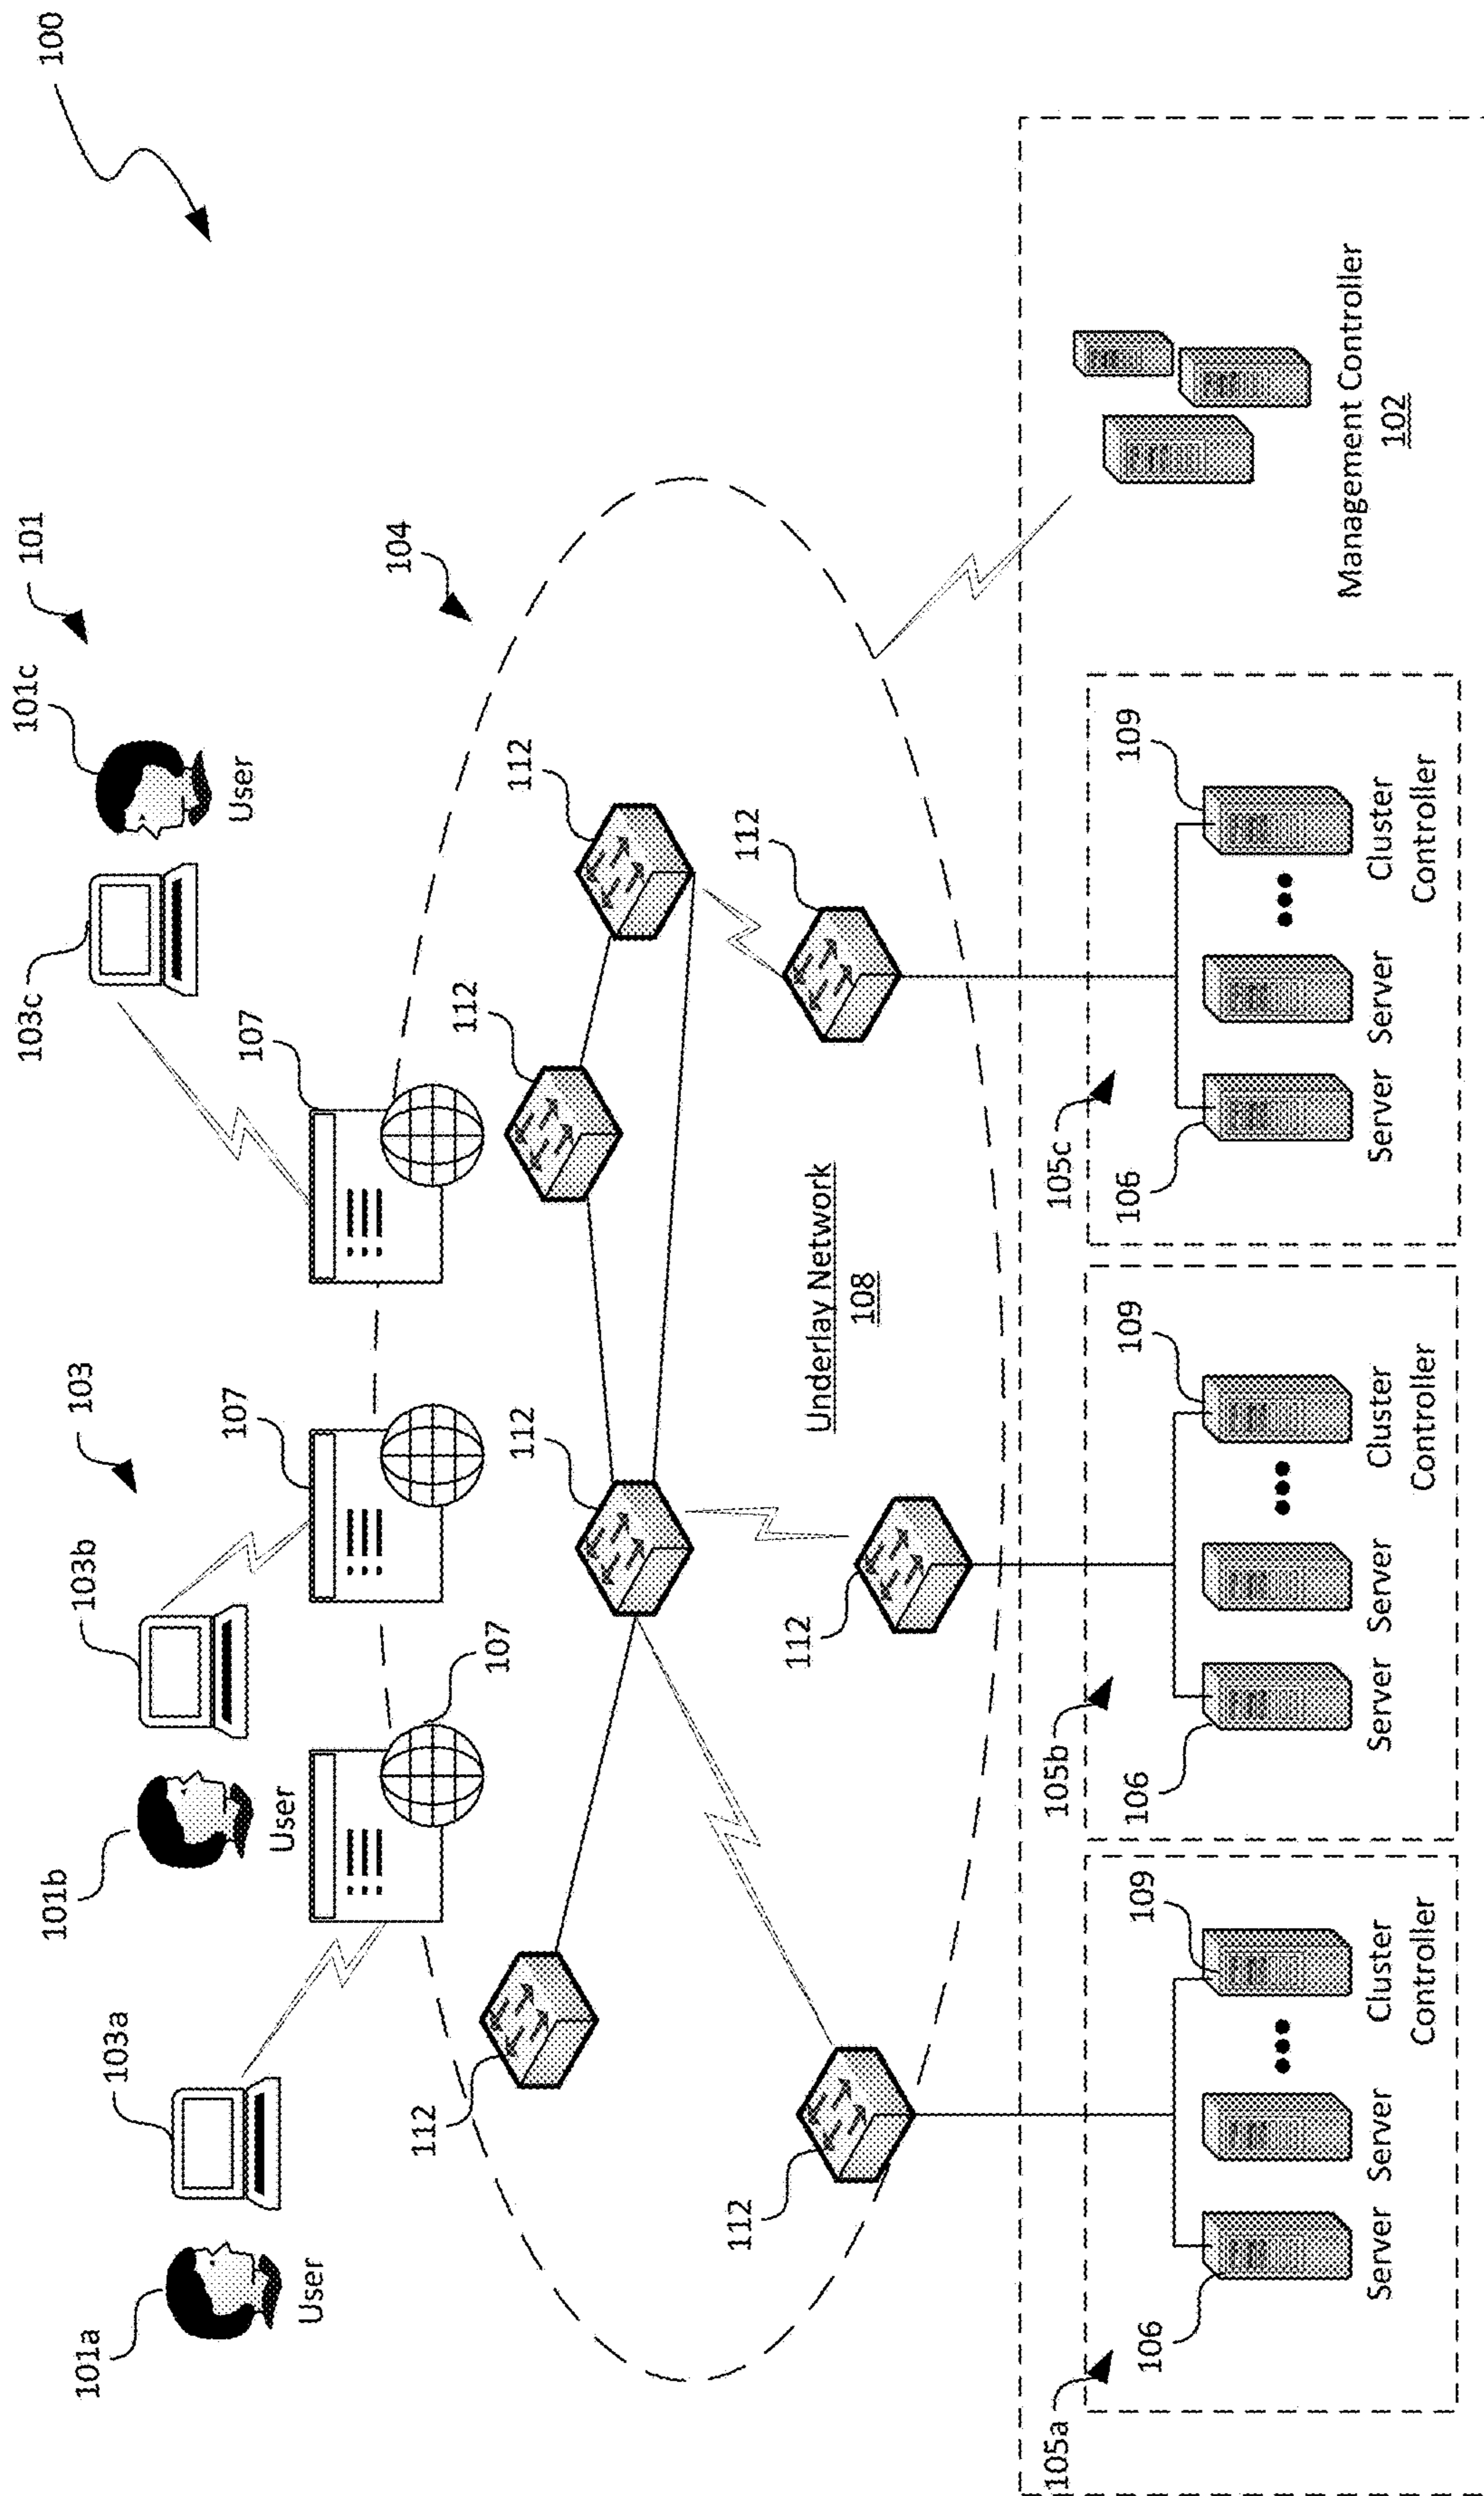 100
101
101c
103c
101b
101a
103
103b
103a
User
User
User
107
107
107
104
112
112
112
112
112
112
112
Underlay Network
108
105a
106
109
Server
Server
Cluster
Controller
105b
106
109
Server
Server
Cluster
Controller
105c
106
109
Server
Server
Cluster
Controller
Management Controller
102